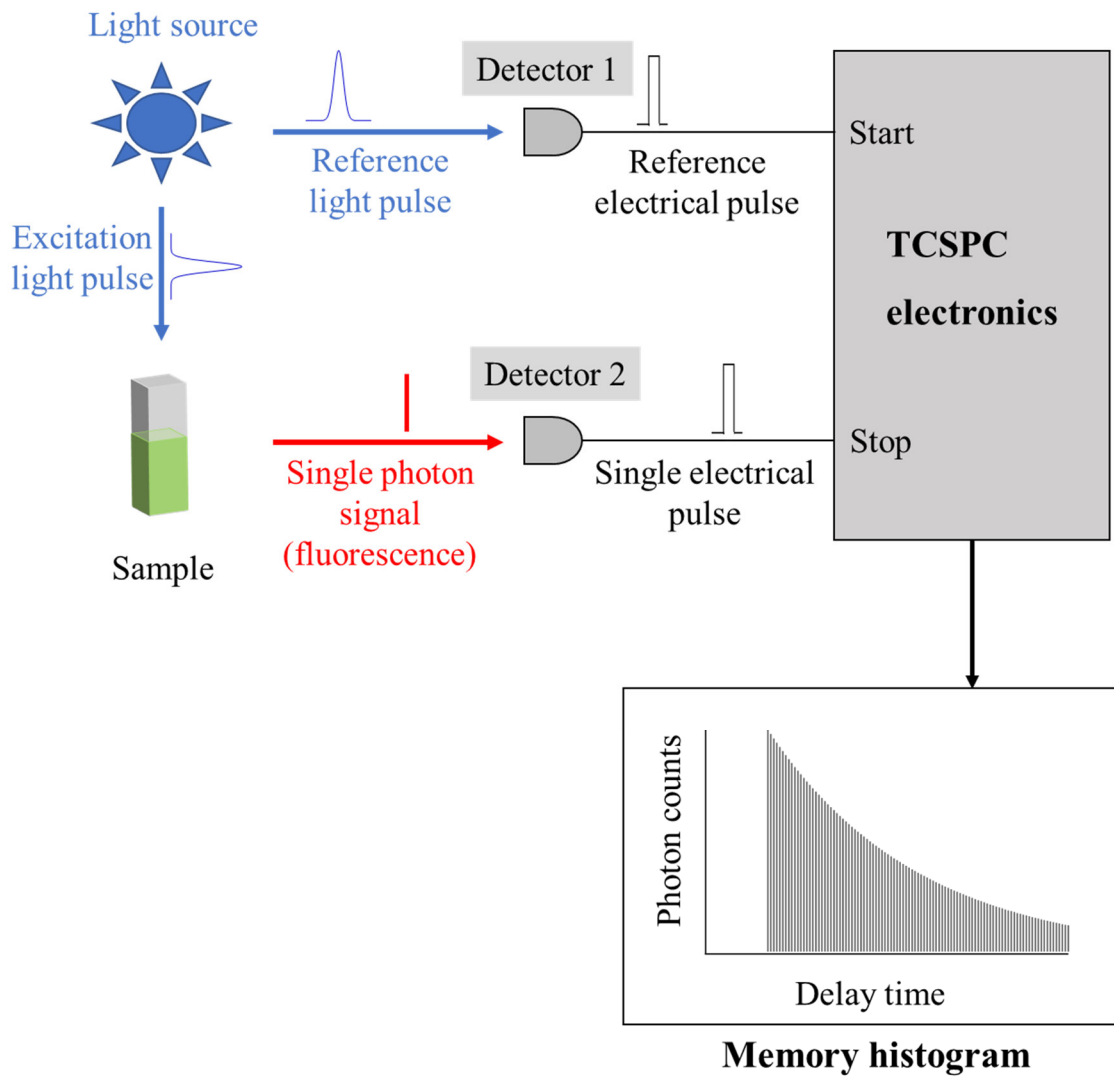 Light source
Detector 1
Reference
light pulse
Reference
electrical pulse
Start
Excitation
light pulse
TCSPC
electronics
Detector 2
Stop
Single photon
signal
(fluorescence)
Single electrical
pulse
Sample
Photon counts
Delay time
Memory histogram